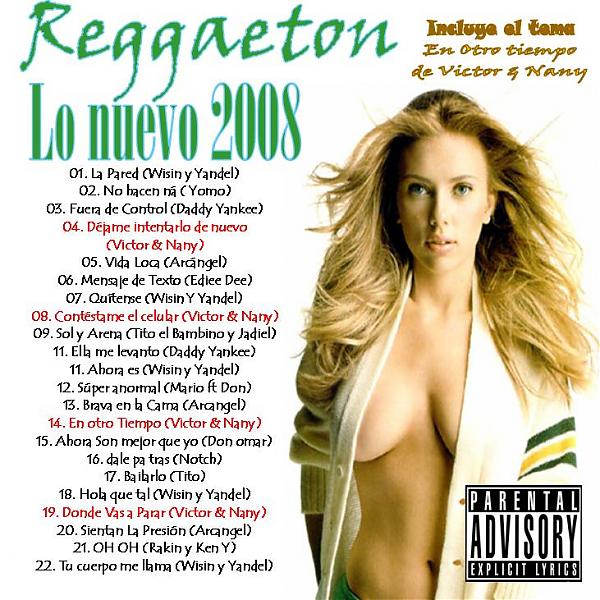 Reggaeton
Incluye el tema
En Otro tiempo
de Victor & Nany
Lo nuevo 2008
01. La Pared (Wisin y Yandel)
02. No hacen ná (Yomo)
03. Fuera de Control (Daddy Yankee)
04. Déjame intentarlo de nuevo
(Victor & Nany)
05. Vida Loca (Arcángel)
06. Mensaje de Texto (Ediee Dee)
07. Quítense (Wisin Y Yandel)
08. Contéstame el celular (Victor & Nany)
09. Sol y Arena (Tito el Bambino y Jadiel)
11. Ella me levanto (Daddy Yankee)
11. Ahora es (Wisin y Yandel)
12. Súper anormal (Mario ft Don)
13. Brava en la Cama (Arcangel)
14. En otro Tiempo (Victor & Nany)
15. Ahora Son mejor que yo (Don omar)
16. dale pa tras (Notch)
17. Bailarlo (Tito)
18. Hola que tal (Wisin y Yandel)
19. Donde Vas a Parar (Victor & Nany)
20. Sientan La Presión (Arcangel)
21. OH OH (Rakin y Ken Y)
22. Tu cuerpo me llama (Wisin y Yandel)
PARENTAL
ADVISORY
EXPLICIT LYRICS